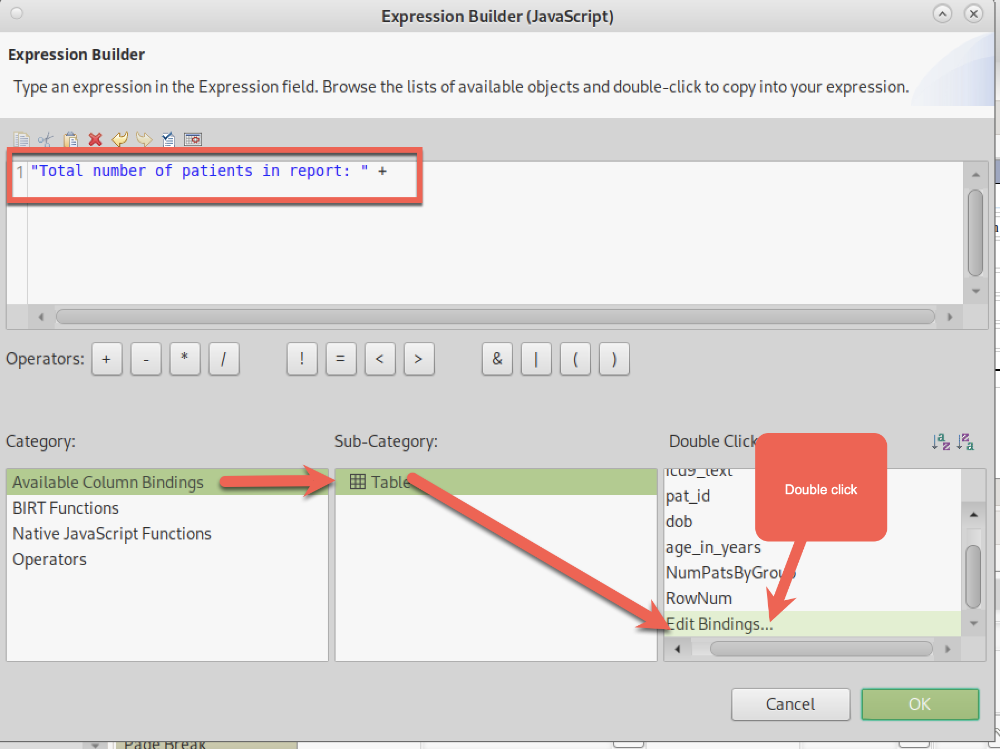 Expression Builder (JavaScript)
Expression Builder
Type an expression in the Expression field. Browse the lists of available objects and double-click to copy into your expression.
1 "Total number of patients in report: " +
Operators: + - * / ! = < > & | ( )
Category: Sub-Category: Double Click
Available Column Bindings
BIRT Functions
Native JavaScript Functions
Operators
Table
icd9_text
pat_id
dob
age_in_years
NumPatsByGroup
RowNum
Edit Bindings...
Double click
Cancel OK
Page Break